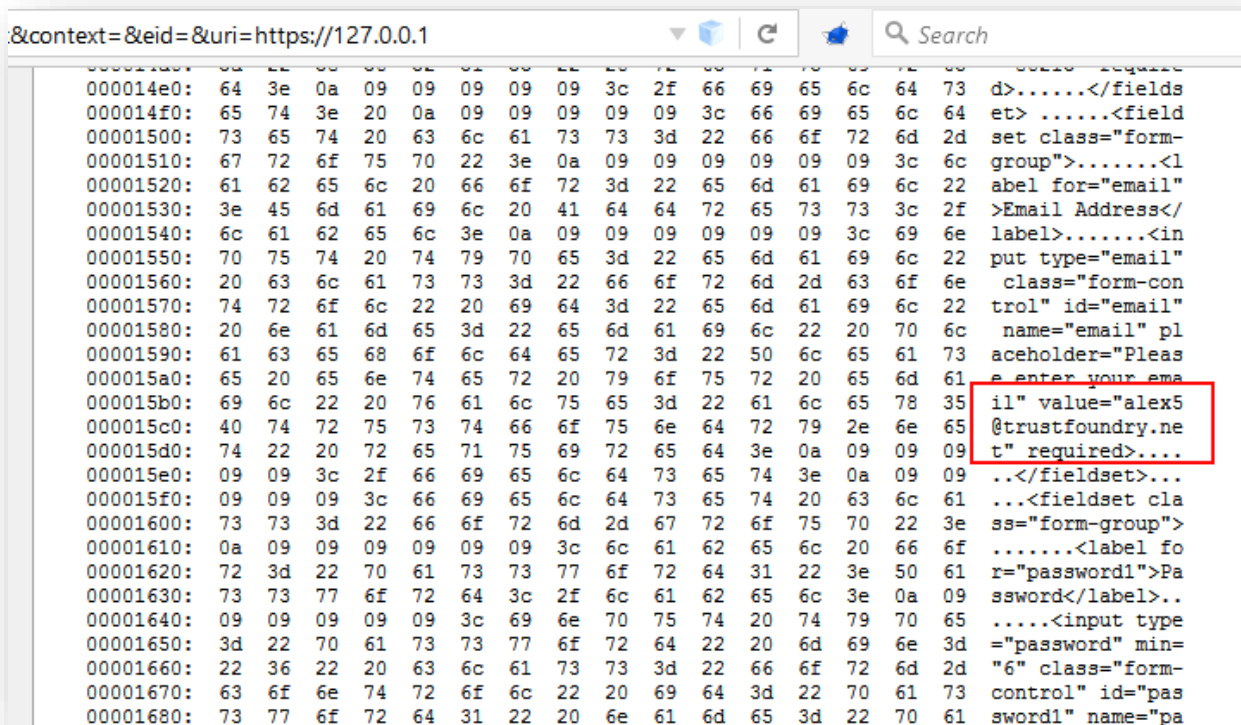 :&context=&eid=&uri=https://127.0.0.1 Search
000014e0: 64 3e 0a 09 09 09 09 09 3c 2f 66 69 65 6c 64 73 d>......</fields
000014f0: 65 74 3e 20 0a 09 09 09 09 09 3c 66 69 65 6c 64 et> ......<field
00001500: 73 65 74 20 63 6c 61 73 73 3d 22 66 6f 72 6d 2d set class="form-
00001510: 67 72 6f 75 70 22 3e 0a 09 09 09 09 09 09 3c 6c group">.......<l
00001520: 61 62 65 6c 20 66 6f 72 3d 22 65 6d 61 69 6c 22 abel for="email"
00001530: 3e 45 6d 61 69 6c 20 41 64 64 72 65 73 73 3c 2f >Email Address</
00001540: 6c 61 62 65 6c 3e 0a 09 09 09 09 09 09 3c 69 6e label>.......<in
00001550: 70 75 74 20 74 79 70 65 3d 22 65 6d 61 69 6c 22 put type="email"
00001560: 20 63 6c 61 73 73 3d 22 66 6f 72 6d 2d 63 6f 6e class="form-con
00001570: 74 72 6f 6c 22 20 69 64 3d 22 65 6d 61 69 6c 22 trol" id="email"
00001580: 20 6e 61 6d 65 3d 22 65 6d 61 69 6c 22 20 70 6c name="email" pl
00001590: 61 63 65 68 6f 6c 64 65 72 3d 22 50 6c 65 61 73 aceholder="Pleas
000015a0: 65 20 65 6e 74 65 72 20 79 6f 75 72 20 65 6d 61 e enter your ema
000015b0: 69 6c 22 20 76 61 6c 75 65 3d 22 61 6c 65 78 35 il" value="alex5
000015c0: 40 74 72 75 73 74 66 6f 75 6e 64 72 79 2e 6e 65 @trustfoundry.ne
000015d0: 74 22 20 72 65 71 75 69 72 65 64 3e 0a 09 09 09 t" required>....
000015e0: 09 09 3c 2f 66 69 65 6c 64 73 65 74 3e 0a 09 09 ..</fieldset>...
000015f0: 09 09 09 3c 66 69 65 6c 64 73 65 74 20 63 6c 61 ...<fieldset cla
00001600: 73 73 3d 22 66 6f 72 6d 2d 67 72 6f 75 70 22 3e ss="form-group">
00001610: 0a 09 09 09 09 09 09 3c 6c 61 62 65 6c 20 66 6f .......<label fo
00001620: 72 3d 22 70 61 73 73 77 6f 72 64 31 22 3e 50 61 r="password1">Pa
00001630: 73 73 77 6f 72 64 3c 2f 6c 61 62 65 6c 3e 0a 09 ssword</label>..
00001640: 09 09 09 09 09 3c 69 6e 70 75 74 20 74 79 70 65 .....<input type
00001650: 3d 22 70 61 73 73 77 6f 72 64 22 20 6d 69 6e 3d ="password" min=
00001660: 22 36 22 20 63 6c 61 73 73 3d 22 66 6f 72 6d 2d "6" class="form-
00001670: 63 6f 6e 74 72 6f 6c 22 20 69 64 3d 22 70 61 73 control" id="pas
00001680: 73 77 6f 72 64 31 22 20 6e 61 6d 65 3d 22 70 61 sword1" name="pa